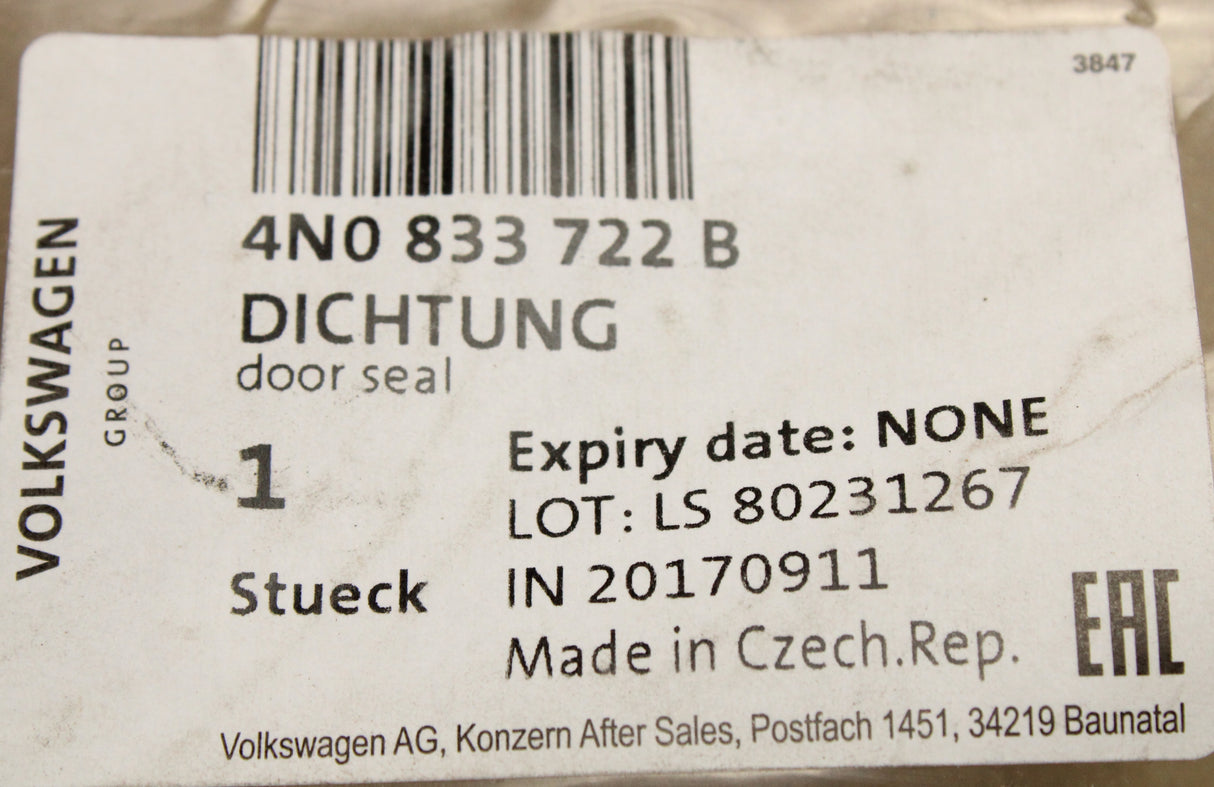 3847
VOLKSWAGEN
GROUP
4N0 833 722 B
DICHTUNG
door seal
1
Stueck
Expiry date: NONE
LOT: LS 80231267
IN 20170911
Made in Czech.Rep.
EAC
Volkswagen AG, Konzern After Sales, Postfach 1451, 34219 Baunatal